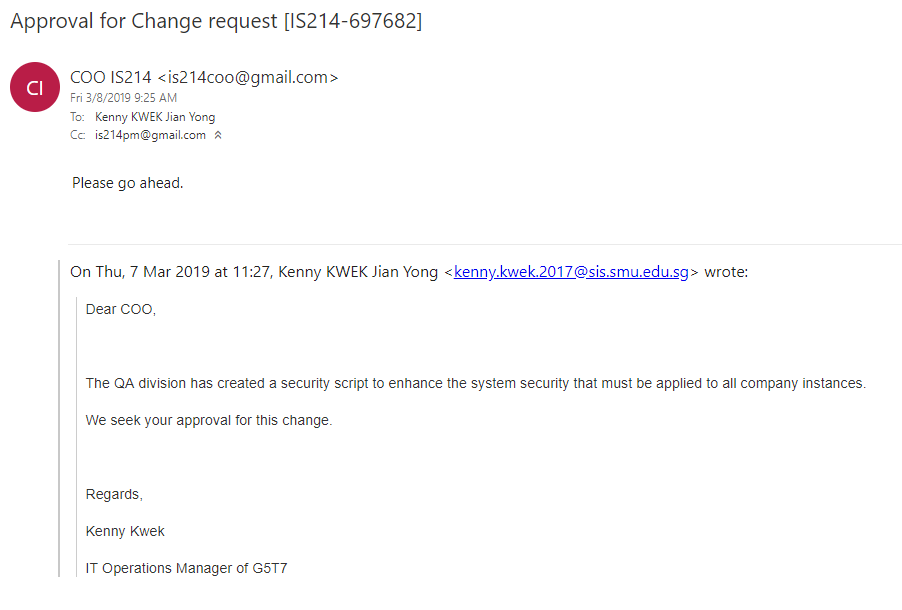 Approval for Change request [IS214-697682]
CI
COO IS214 <is214coo@gmail.com>
Fri 3/8/2019 9:25 AM
To: Kenny KWEK Jian Yong
Cc: is214pm@gmail.com
Please go ahead.
On Thu, 7 Mar 2019 at 11:27, Kenny KWEK Jian Yong <kenny.kwek.2017@sis.smu.edu.sg> wrote:
Dear COO,
The QA division has created a security script to enhance the system security that must be applied to all company instances.
We seek your approval for this change.
Regards,
Kenny Kwek
IT Operations Manager of G5T7